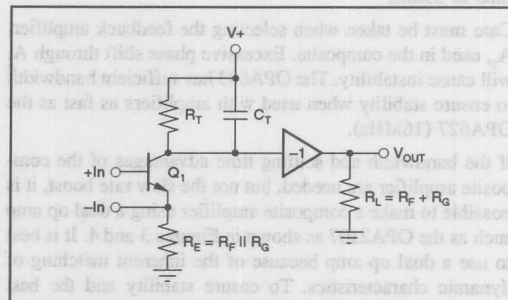 V+
R_T
C_T
–1
V_OUT
+In
Q_1
–In
R_L = R_F + R_G
R_E = R_F || R_G
Care must be taken when selecting the feedback amplifier,
used in the composite. Excessive phase shift through A
will cause instability. The has sufficient bandwidth
to ensure stability when used with amplifiers as fast as the
OPA627 (16MHz).
If the bandwidth and settling time advantages of the com-
posite amplifier are needed, but not the slew rate boost, it is
possible to make a composite amplifier using a dual op amp
such as the as shown in Figures 3 and 4. It is best
to use a dual op amp because of the inherent matching of
dynamic characteristics. To ensure stability and the best